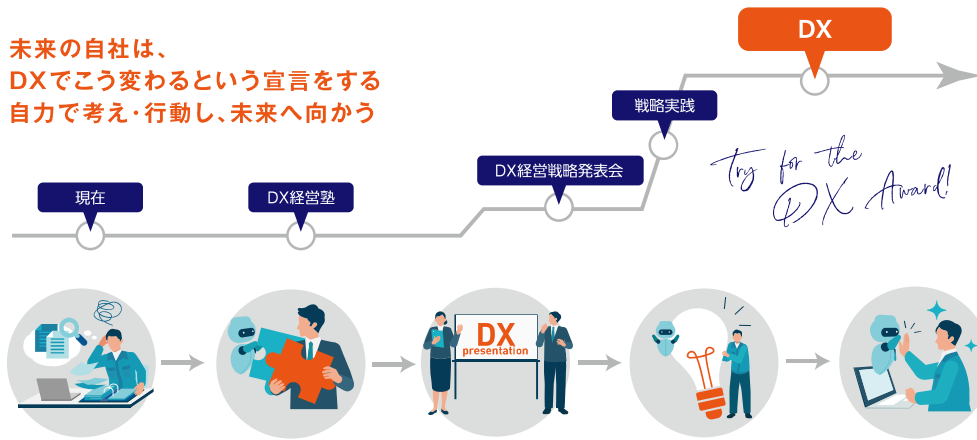 未来の自社は、
DXでこう変わるという宣言をする
自力で考え・行動し、未来へ向かう
現在
DX経営塾
DX経営戦略発表会
戦略実践
DX
Try for the
DX Award!
DX
presentation